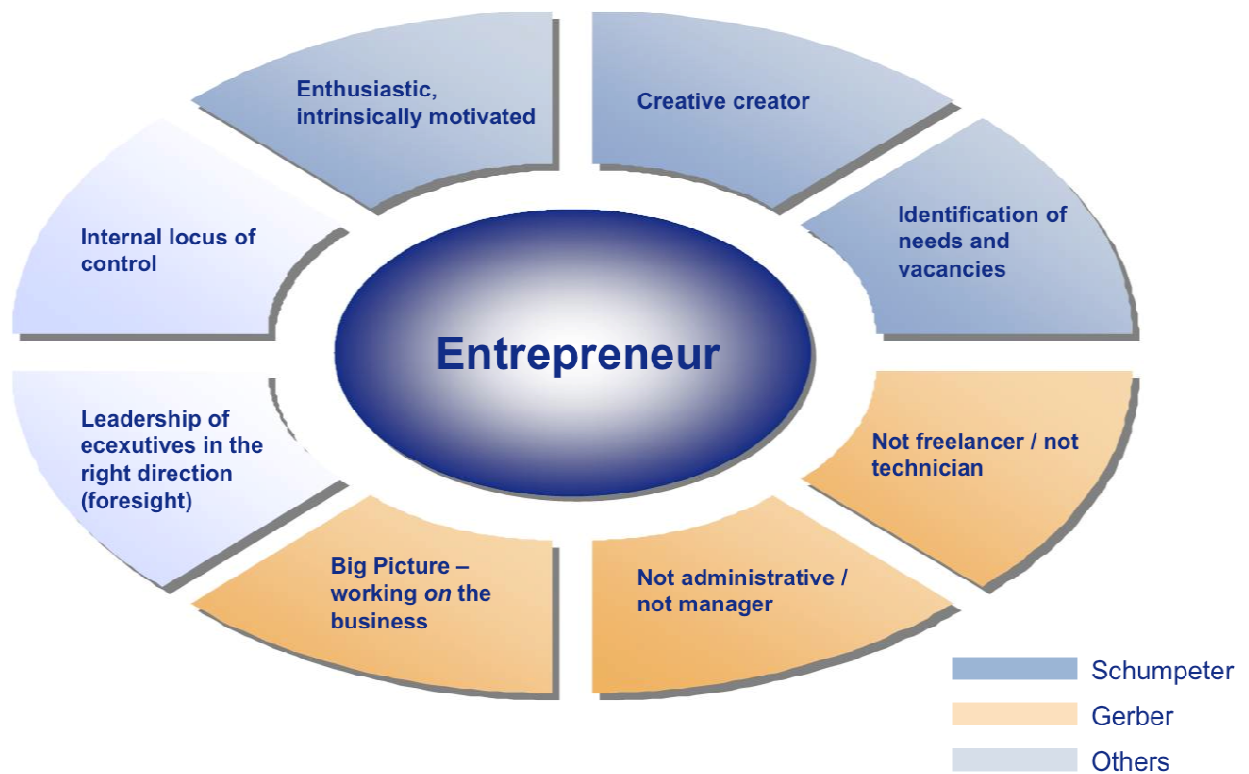 Enthusiastic,
intrinsically motivated
Creative creator
Identification of
needs and
vacancies
Internal locus of
control
Entrepreneur
Leadership of
ecexutives in the
right direction
(foresight)
Not freelancer / not
technician
Big Picture –
working on the
business
Not administrative /
not manager
Schumpeter
Gerber
Others